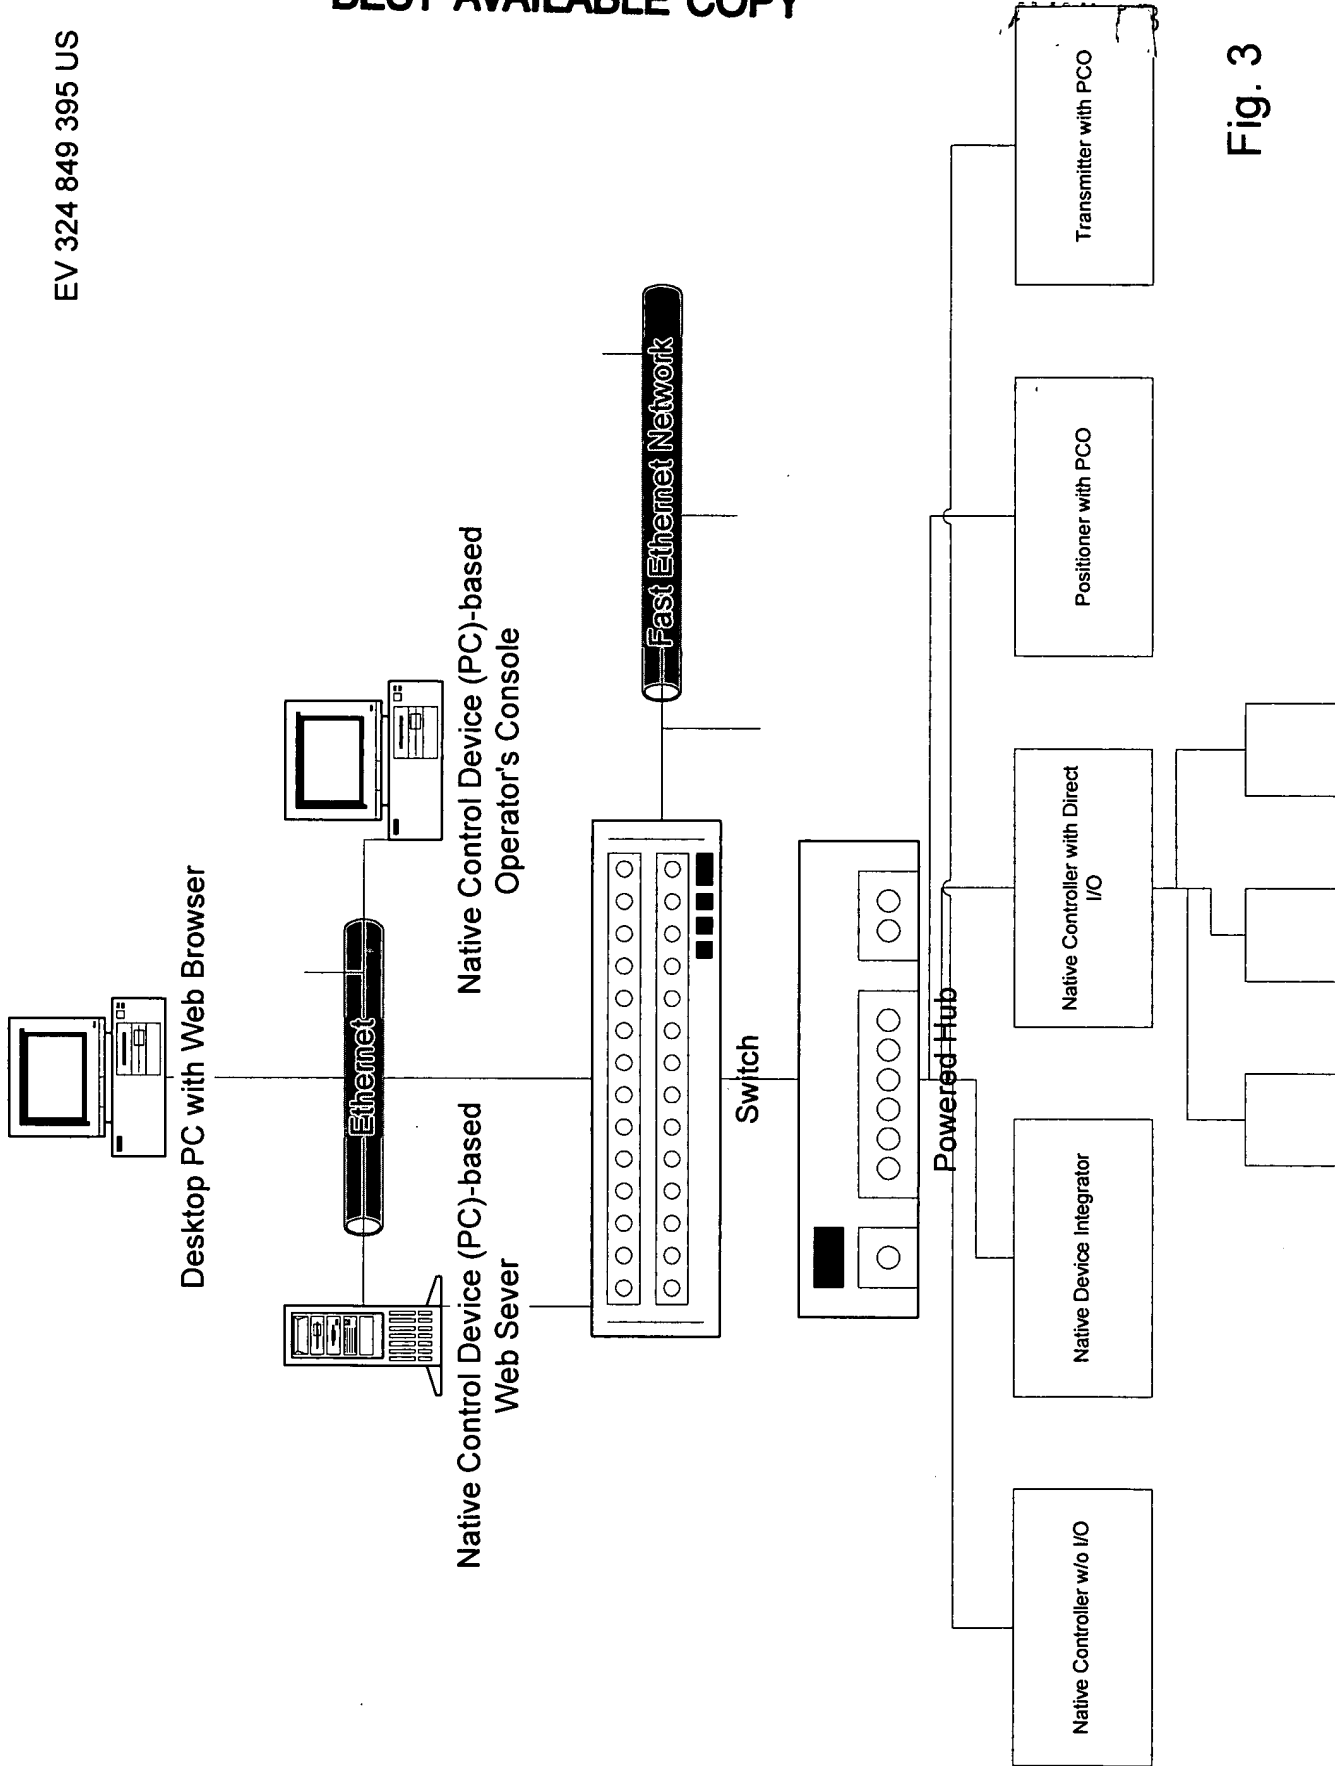 BEST AVAILABLE COPY
EV 324 849 395 US
Desktop PC with Web Browser
Ethernet
Native Control Device (PC)-based
Web Sever
Native Control Device (PC)-based
Operator's Console
Switch
Fast Ethernet Network
Powered Hub
Native Controller w/o I/O
Native Device Integrator
Native Controller with Direct
I/O
Positioner with PCO
Transmitter with PCO
Fig. 3